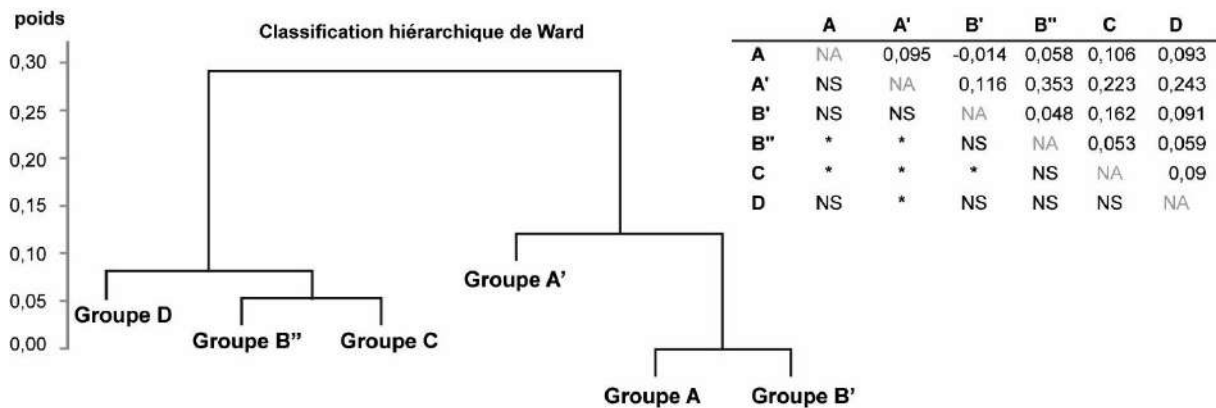 poids
Classification hiérarchique de Ward
0,30
0,25
0,20
0,15
0,10
0,05
0,00
Groupe D
Groupe B’’
Groupe C
Groupe A’
Groupe A
Groupe B’
A A' B' B" C D
A NA 0,095 -0,014 0,058 0,106 0,093
A' NS NA 0,116 0,353 0,223 0,243
B' NS NS NA 0,048 0,162 0,091
B" * * NS NA 0,053 0,059
C * * * NS NA 0,09
D NS * NS NS NS NA